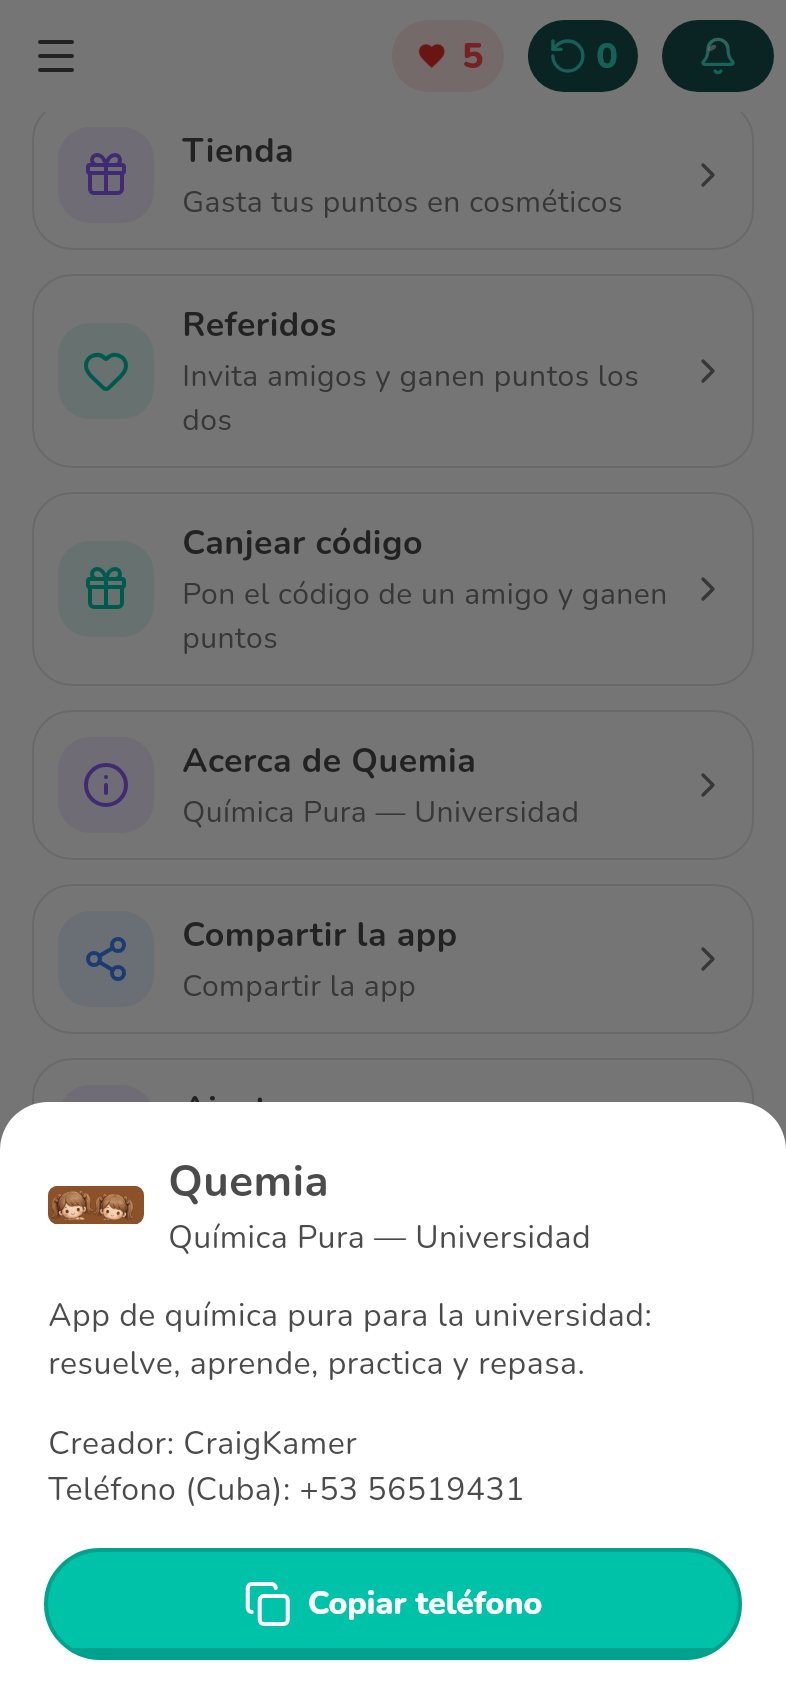 5
0
Tienda
Gasta tus puntos en cosméticos
Referidos
Invita amigos y ganen puntos los
dos
Canjear código
Pon el código de un amigo y ganen
puntos
Acerca de Quemia
Química Pura — Universidad
Compartir la app
Compartir la app
Quemia
Química Pura — Universidad
App de química pura para la universidad:
resuelve, aprende, practica y repasa.
Creador: CraigKamer
Teléfono (Cuba): +53 56519431
Copiar teléfono